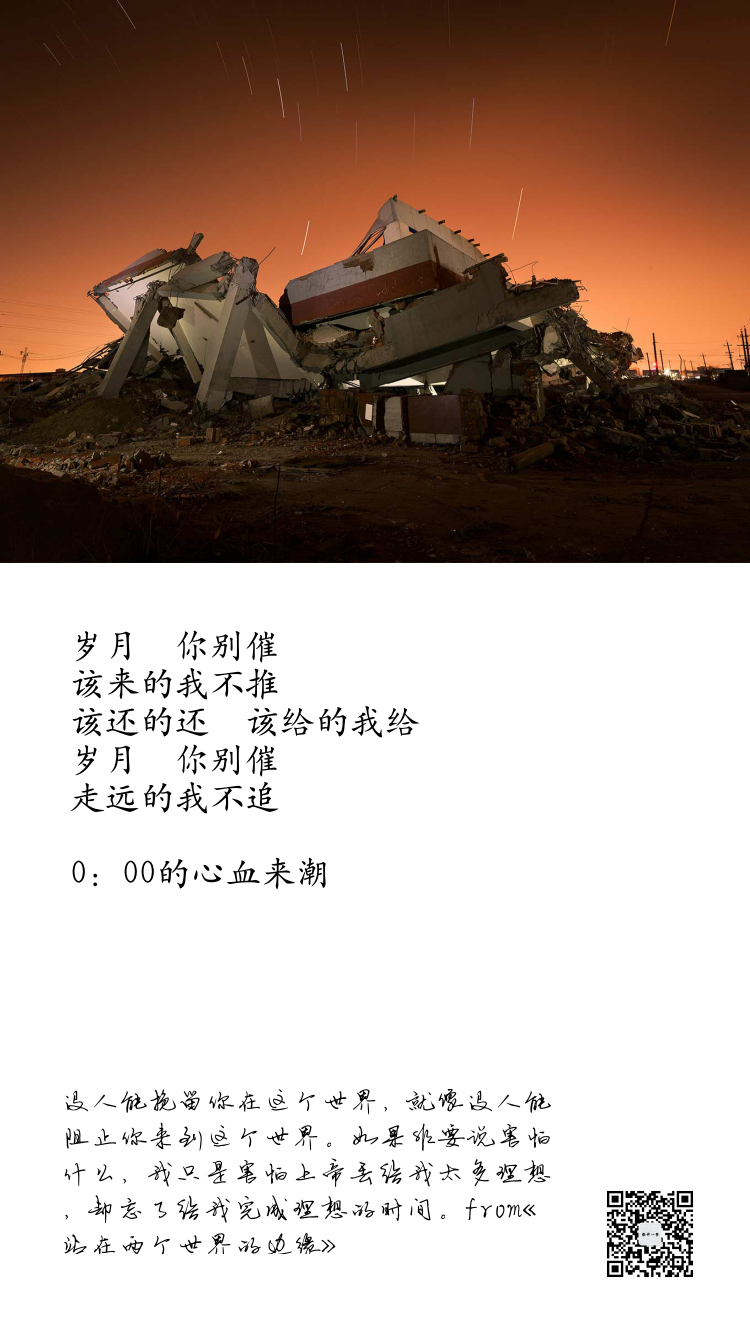 岁月　你别催
该来的我不推
该还的还　该给的我给
岁月　你别催
走远的我不追
0：00的心血来潮
没人能挽留你在这个世界，就像没人能
阻止你来到这个世界。如果非要说害怕
什么，我只是害怕上帝丢给我太多理想
，却忘了给我完成理想的时间。from《
站在两个世界的边缘》